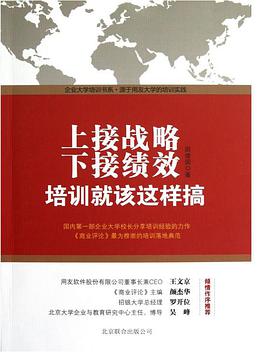 企业大学培训书系·源于用友大学的培训实践
上接战略
下接绩效
田俊国 著
培训就该这样搞
国内第一部企业大学校长分享培训经验的力作
《商业评论》最为推崇的培训落地典范
用友软件股份有限公司董事长兼CEO 王文京
《商业评论》主编 颜杰华
招银大学总经理 罗开位
北京大学企业与教育研究中心主任、博导 吴峰
倾情作序推荐
北京联合出版公司